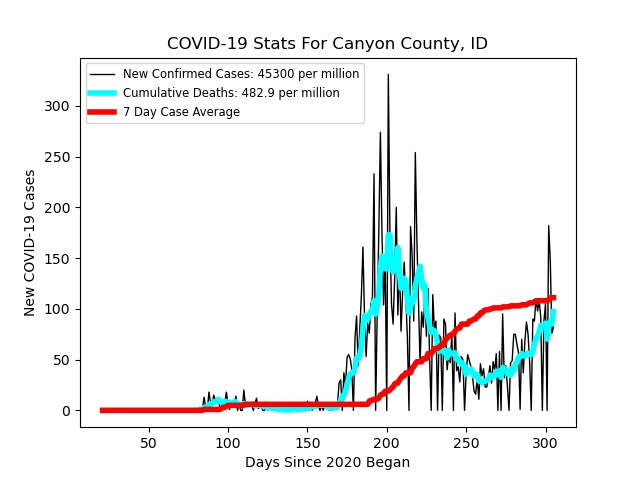 COVID-19 Stats For Canyon County, ID
New Confirmed Cases: 45300 per million
Cumulative Deaths: 482.9 per million
7 Day Case Average
New COVID-19 Cases
300
250
200
150
100
50
0
50 100 150 200 250 300
Days Since 2020 Began